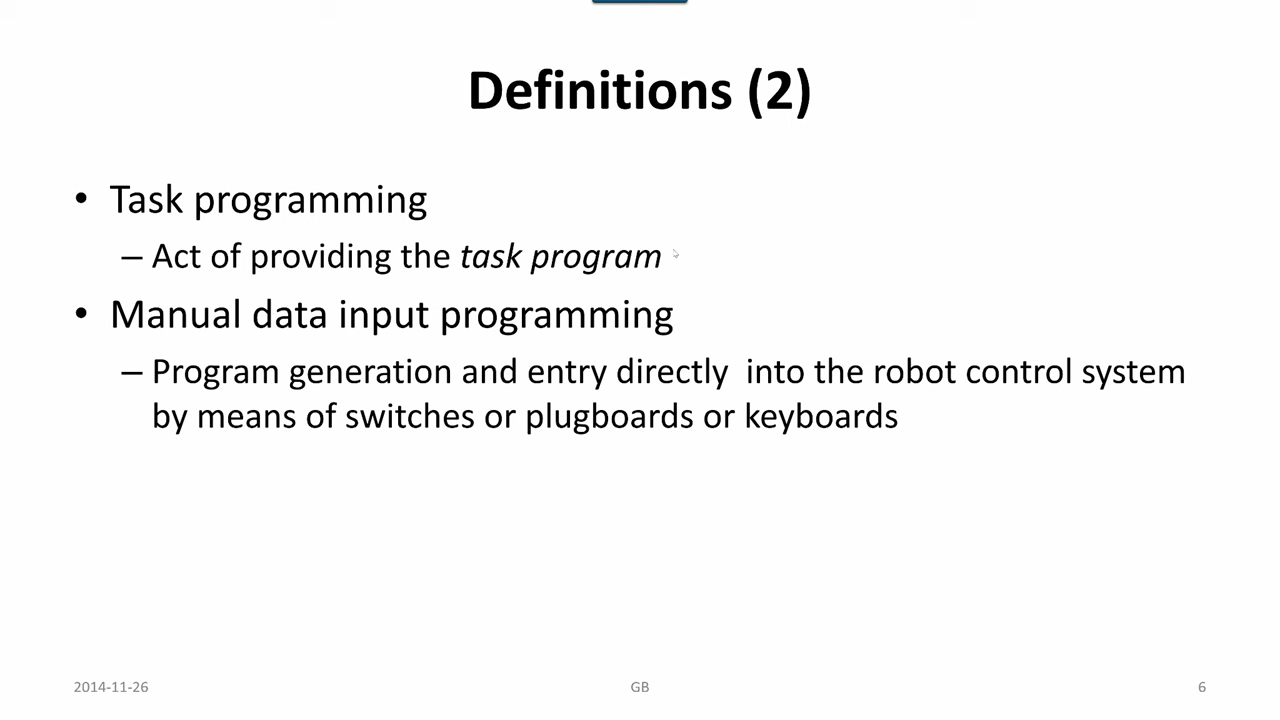 Definitions (2)
• Task programming
– Act of providing the task program
• Manual data input programming
– Program generation and entry directly  into the robot control system
by means of switches or plugboards or keyboards
2014-11-26
GB
6